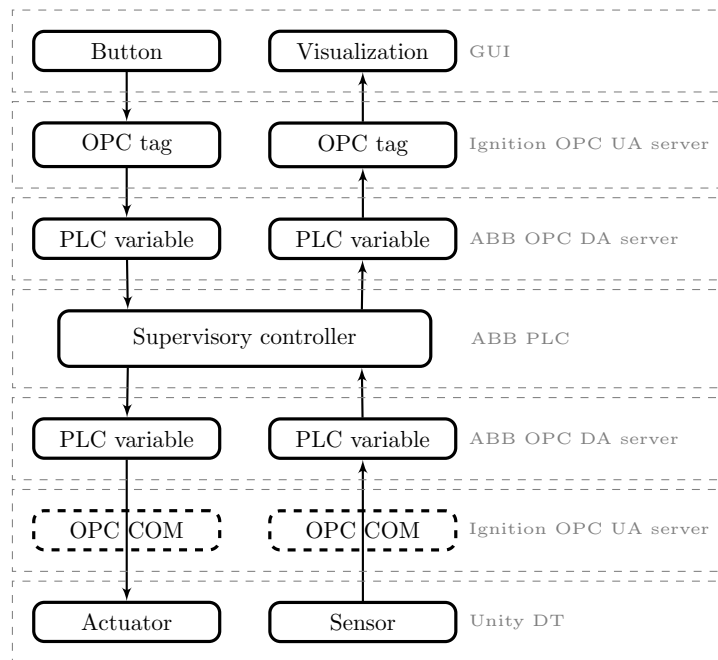 Button Visualization GUI
OPC tag OPC tag Ignition OPC UA server
PLC variable PLC variable ABB OPC DA server
Supervisory controller ABB PLC
PLC variable PLC variable ABB OPC DA server
OPC COM OPC COM Ignition OPC UA server
Actuator Sensor Unity DT